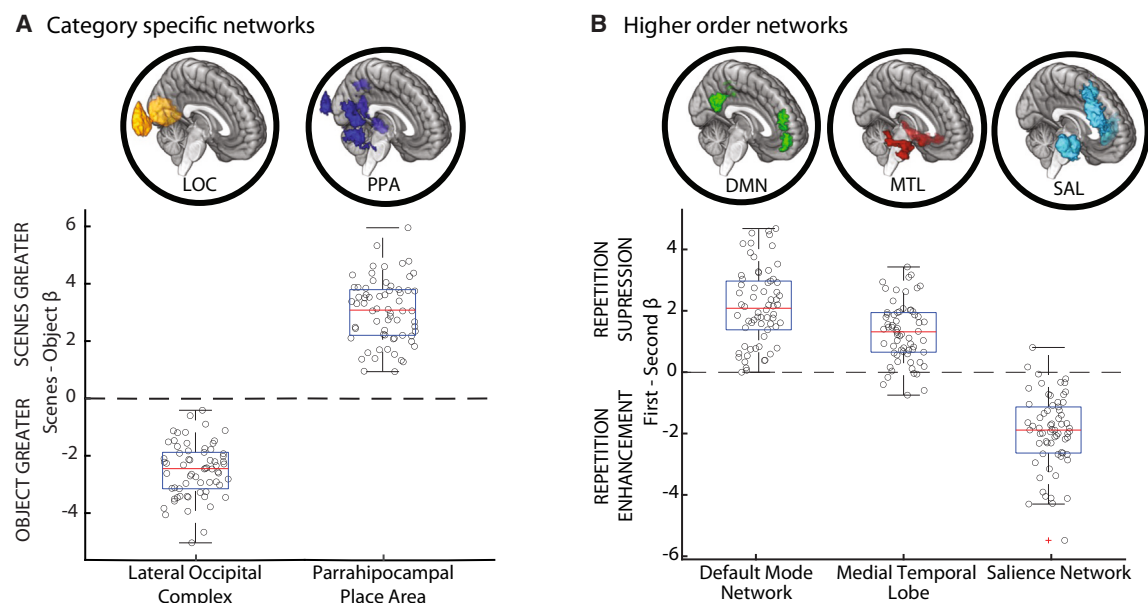 A Category specific networks
LOC
PPA
SCENES GREATER
OBJECT GREATER
Scenes - Object β
6
4
2
0
-2
-4
Lateral Occipital
Complex
Parrahipocampal
Place Area
B Higher order networks
DMN
MTL
SAL
REPETITION
SUPRESSION
REPETITION
ENHANCEMENT
First - Second β
4
2
0
-2
-4
-6
Default Mode
Network
Medial Temporal
Lobe
Salience Network